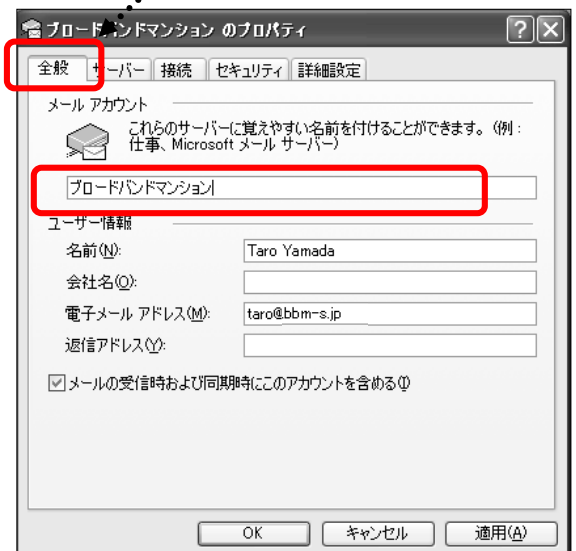 ブロードバンドマンション のプロパティ
全般 サーバー 接続 セキュリティ 詳細設定
メール アカウント
これらのサーバーに覚えやすい名前を付けることができます。(例:
仕事、Microsoft メール サーバー)
ブロードバンドマンション
ユーザー情報
名前(N): Taro Yamada
会社名(O):
電子メール アドレス(M): taro@bbm-s.jp
返信アドレス(Y):
メールの受信時および同期時にこのアカウントを含める(I)
OK キャンセル 適用(A)